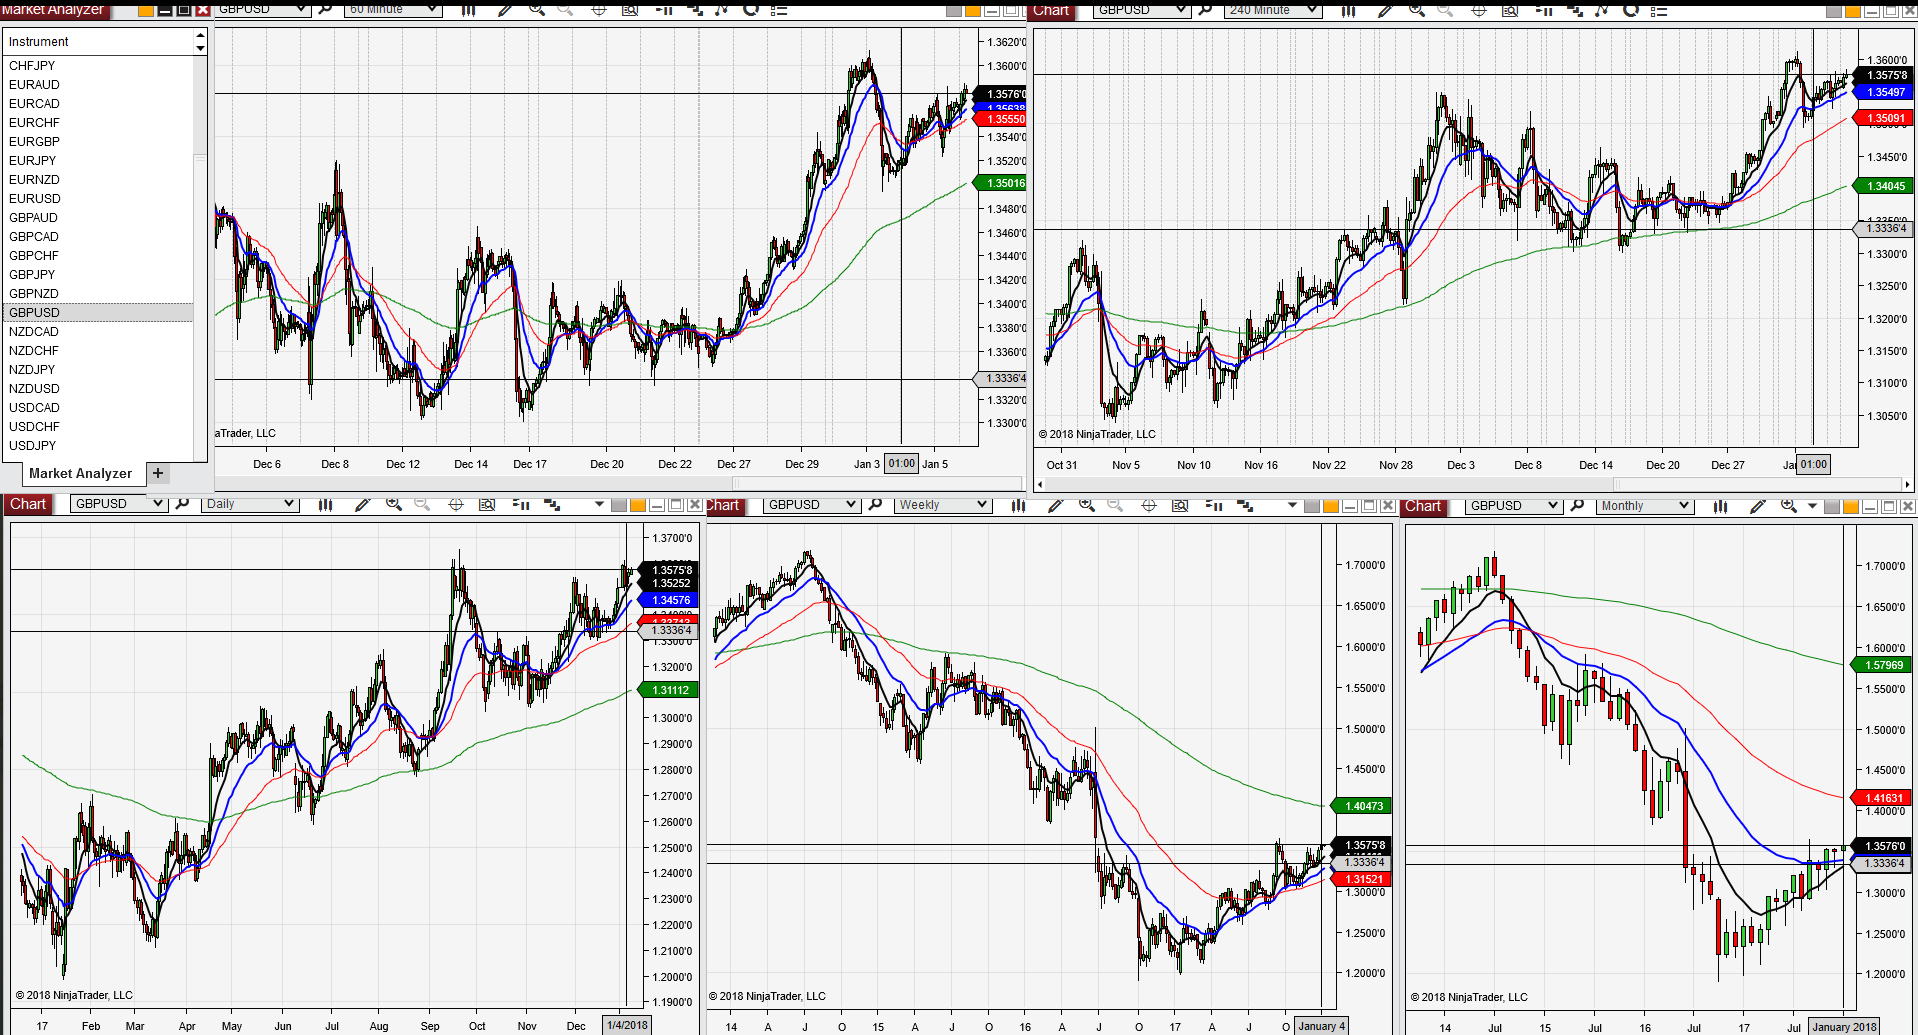 Market Analyzer
Instrument
CHFJPY
EURAUD
EURCAD
EURCHF
EURGBP
EURJPY
EURNZD
EURUSD
GBPAUD
GBPCAD
GBPCHF
GBPJPY
GBPNZD
GBPUSD
NZDCAD
NZDCHF
NZDJPY
NZDUSD
USDCAD
USDCHF
USDJPY
Market Analyzer +
GBPUSD 60 Minute
1.3620'0
1.3600'0
1.3576'0
1.35550
1.3540'0
1.3520'0
1.35016
1.3480'0
1.3460'0
1.3440'0
1.3420'0
1.3400'0
1.3380'0
1.3360'0
1.3336'4
1.3320'0
1.3300'0
aTrader, LLC
Dec 6 Dec 8 Dec 12 Dec 14 Dec 17 Dec 20 Dec 22 Dec 27 Dec 29 Jan 3 01:00 Jan 5
Chart GBPUSD 240 Minute
1.3600'0
1.3575'8
1.35497
1.35091
1.3450'0
1.34045
1.3336'4
1.3300'0
1.3250'0
1.3200'0
1.3150'0
1.3100'0
1.3050'0
© 2018 NinjaTrader, LLC
Oct 31 Nov 5 Nov 10 Nov 16 Nov 22 Nov 28 Dec 3 Dec 8 Dec 14 Dec 20 Dec 27 01:00
Chart GBPUSD Daily
1.3700'0
1.3575'8
1.35252
1.34576
1.3336'4
1.3300'0
1.3200'0
1.31112
1.3000'0
1.2900'0
1.2800'0
1.2700'0
1.2600'0
1.2500'0
1.2400'0
1.2300'0
1.2200'0
1.2100'0
1.2000'0
1.1900'0
© 2018 NinjaTrader, LLC
17 Feb Mar Apr May Jun Jul Aug Sep Oct Nov Dec 1/4/2018
Chart GBPUSD Weekly
1.7000'0
1.6500'0
1.6000'0
1.5500'0
1.5000'0
1.4500'0
1.40473
1.3575'8
1.3336'4
1.31521
1.3000'0
1.2500'0
1.2000'0
© 2018 NinjaTrader, LLC
14 A J O 15 A J O 16 A J O 17 A J O January 4
Chart GBPUSD Monthly
1.7000'0
1.6500'0
1.6000'0
1.57969
1.5500'0
1.5000'0
1.4500'0
1.41631
1.4000'0
1.3576'0
1.3336'4
1.3000'0
1.2500'0
1.2000'0
© 2018 NinjaTrader, LLC
14 Jul 15 Jul 16 Jul 17 Jul January 2018